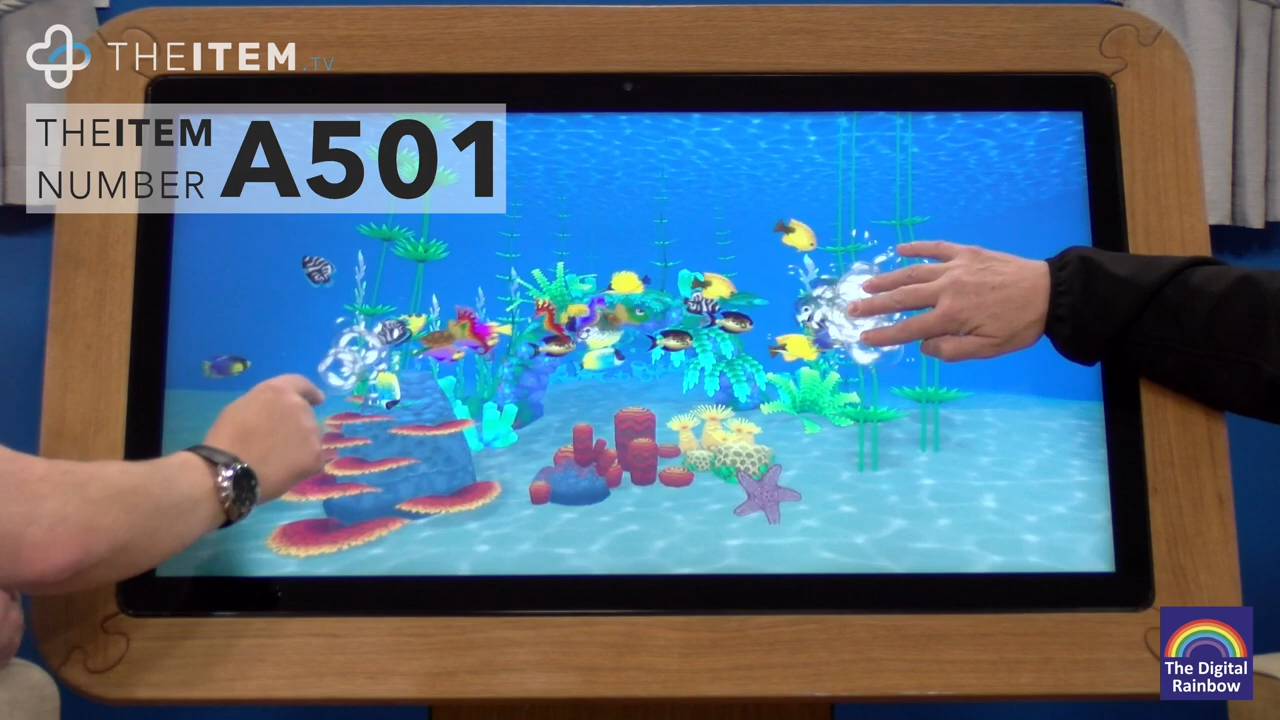 THEITEM.TV
THEITEM
NUMBER
A501
The Digital
Rainbow